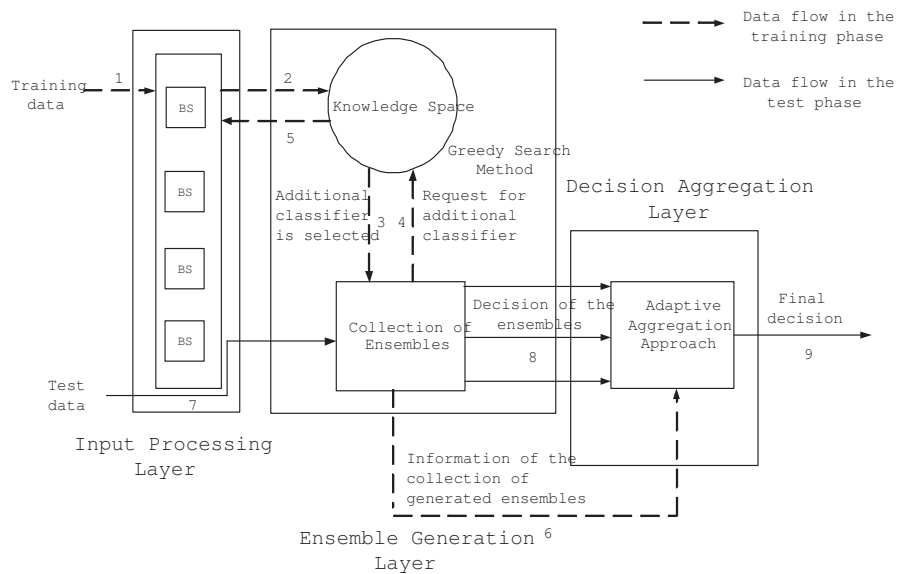 Data flow in the
training phase
Data flow in the
test phase
Training
data
1
BS
BS
BS
BS
2
5
Knowledge Space
Greedy Search
Method
Additional
classifier
is selected
3
4
Request for
additional
classifier
Decision Aggregation
Layer
Collection of
Ensembles
Decision of the
ensembles
8
Adaptive
Aggregation
Approach
Final
decision
9
Test
data
7
Input Processing
Layer
Information of the
collection of
generated ensembles
6
Ensemble Generation
Layer